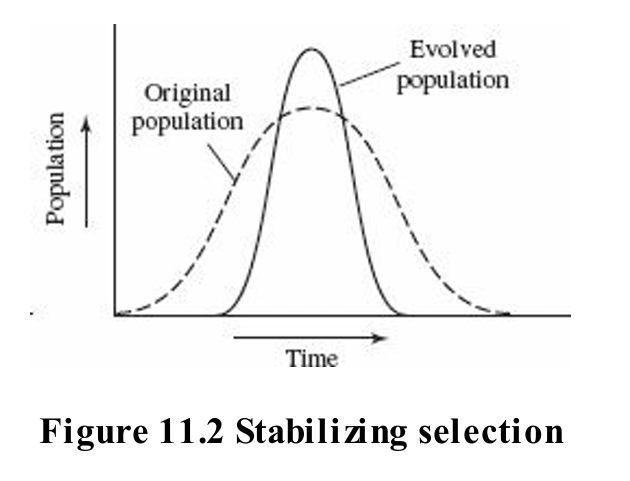 Evolved
population
Original
population
Population
Time
Figure 11.2 Stabilizing selection